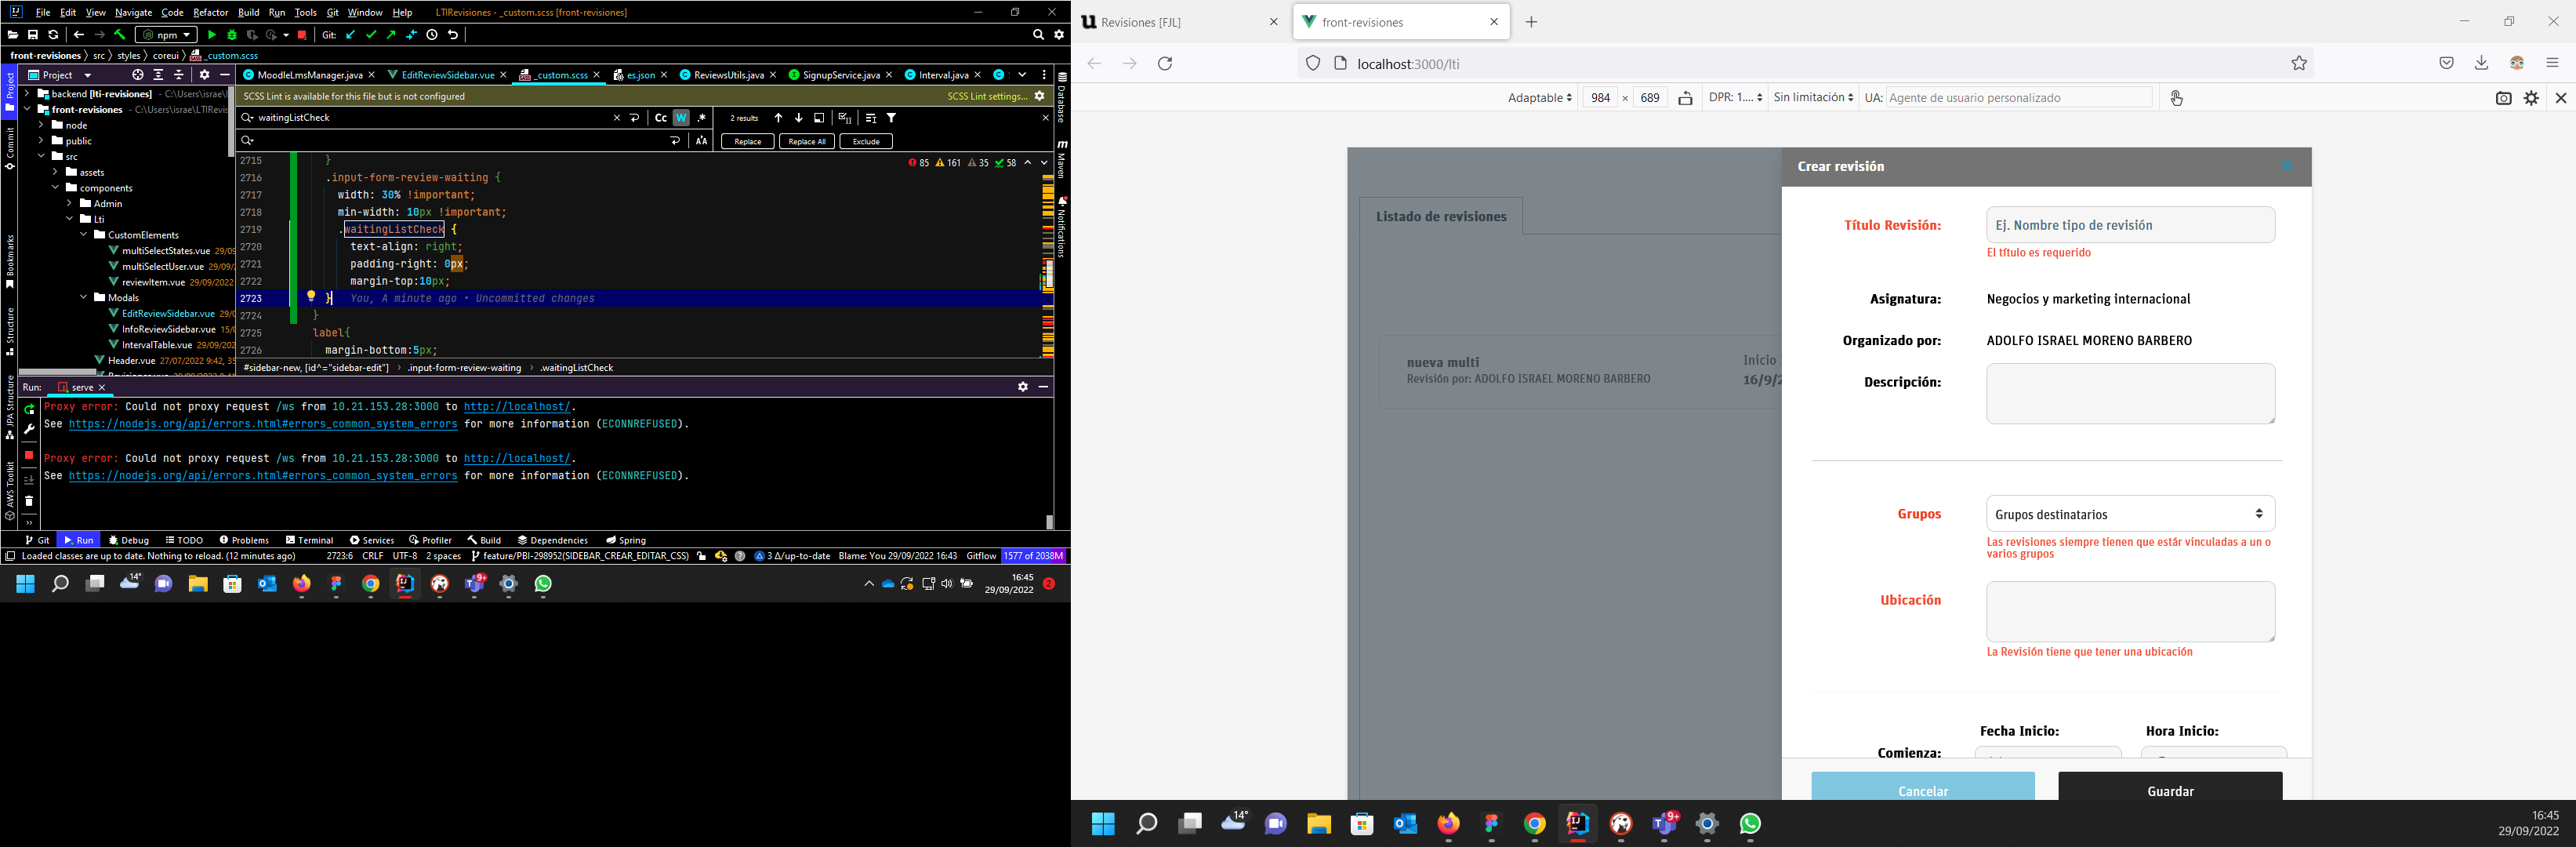 File Edit View Navigate Code Refactor Build Run Tools Git Window Help LTIRevisiones - _custom.scss [front-revisiones]
npm Git:
front-revisiones src styles coreui _custom.scss
Project MoodleLmsManager.java EditReviewSidebar.vue _custom.scss es.json ReviewsUtils.java SignupService.java Interval.java
backend [lti-revisiones] - C:\Users\israe\
front-revisiones - C:\Users\israe\LTIRevis
node
public
src
assets
components
Admin
Lti
CustomElements
multiSelectStates.vue 29/09
multiSelectUser.vue 29/09/
reviewItem.vue 29/09/2022
Modals
EditReviewSidebar.vue 29/0
InfoReviewSidebar.vue 15/0
IntervalTable.vue 29/09/202
Header.vue 27/07/2022 9:42, 35
SCSS Lint is available for this file but is not configured SCSS Lint settings...
waitingListCheck Cc W .* 2 results
Replace Replace All Exclude
85 161 35 58
2715 }
2716 .input-form-review-waiting {
2717 width: 30% !important;
2718 min-width: 10px !important;
2719 .waitingListCheck {
2720 text-align: right;
2721 padding-right: 0px;
2722 margin-top:10px;
2723 } You, A minute ago • Uncommitted changes
2724 }
2725 label{
2726 margin-bottom:5px;
#sidebar-new, [id^="sidebar-edit"] › .input-form-review-waiting › .waitingListCheck
Project
Commit
Bookmarks
Structure
JPA Structure
AWS Toolkit
Database
Maven
Notifications
Run: serve
Proxy error: Could not proxy request /ws from 10.21.153.28:3000 to http://localhost/.
See https://nodejs.org/api/errors.html#errors_common_system_errors for more information (ECONNREFUSED).
Proxy error: Could not proxy request /ws from 10.21.153.28:3000 to http://localhost/.
See https://nodejs.org/api/errors.html#errors_common_system_errors for more information (ECONNREFUSED).
Git Run Debug TODO Problems Terminal Services Profiler Build Dependencies Spring
Loaded classes are up to date. Nothing to reload. (12 minutes ago) 2723:6 CRLF UTF-8 2 spaces feature/PBI-298952(SIDEBAR_CREAR_EDITAR_CSS) 3 Δ/up-to-date Blame: You 29/09/2022 16:43 Gitflow 1577 of 2038M
14° 9+ 16:45
29/09/2022 2
Revisiones [FJL] front-revisiones
localhost:3000/lti
Adaptable 984 × 689 DPR: 1.... Sin limitación UA: Agente de usuario personalizado
Listado de revisiones
nueva multi
Revisión por: ADOLFO ISRAEL MORENO BARBERO
Inicio
16/9/2
Crear revisión
Título Revisión: Ej. Nombre tipo de revisión
El título es requerido
Asignatura: Negocios y marketing internacional
Organizado por: ADOLFO ISRAEL MORENO BARBERO
Descripción:
Grupos Grupos destinatarios
Las revisiones siempre tienen que estár vinculadas a un o
varios grupos
Ubicación
La Revisión tiene que tener una ubicación
Fecha Inicio: Hora Inicio:
Comienza:
Cancelar Guardar
14° 9+ 16:45
29/09/2022